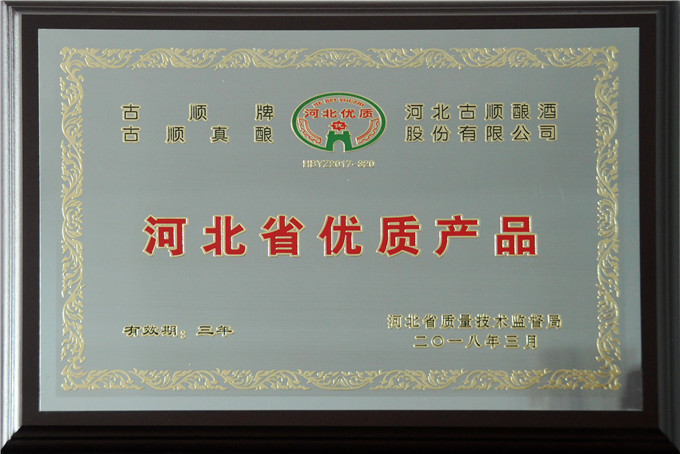 古顺牌
古顺真酿
河北优质
HBYZ2017-320
河北古顺酿酒
股份有限公司
河北省优质产品
有效期：三年
河北省质量技术监督局
二〇一八年三月